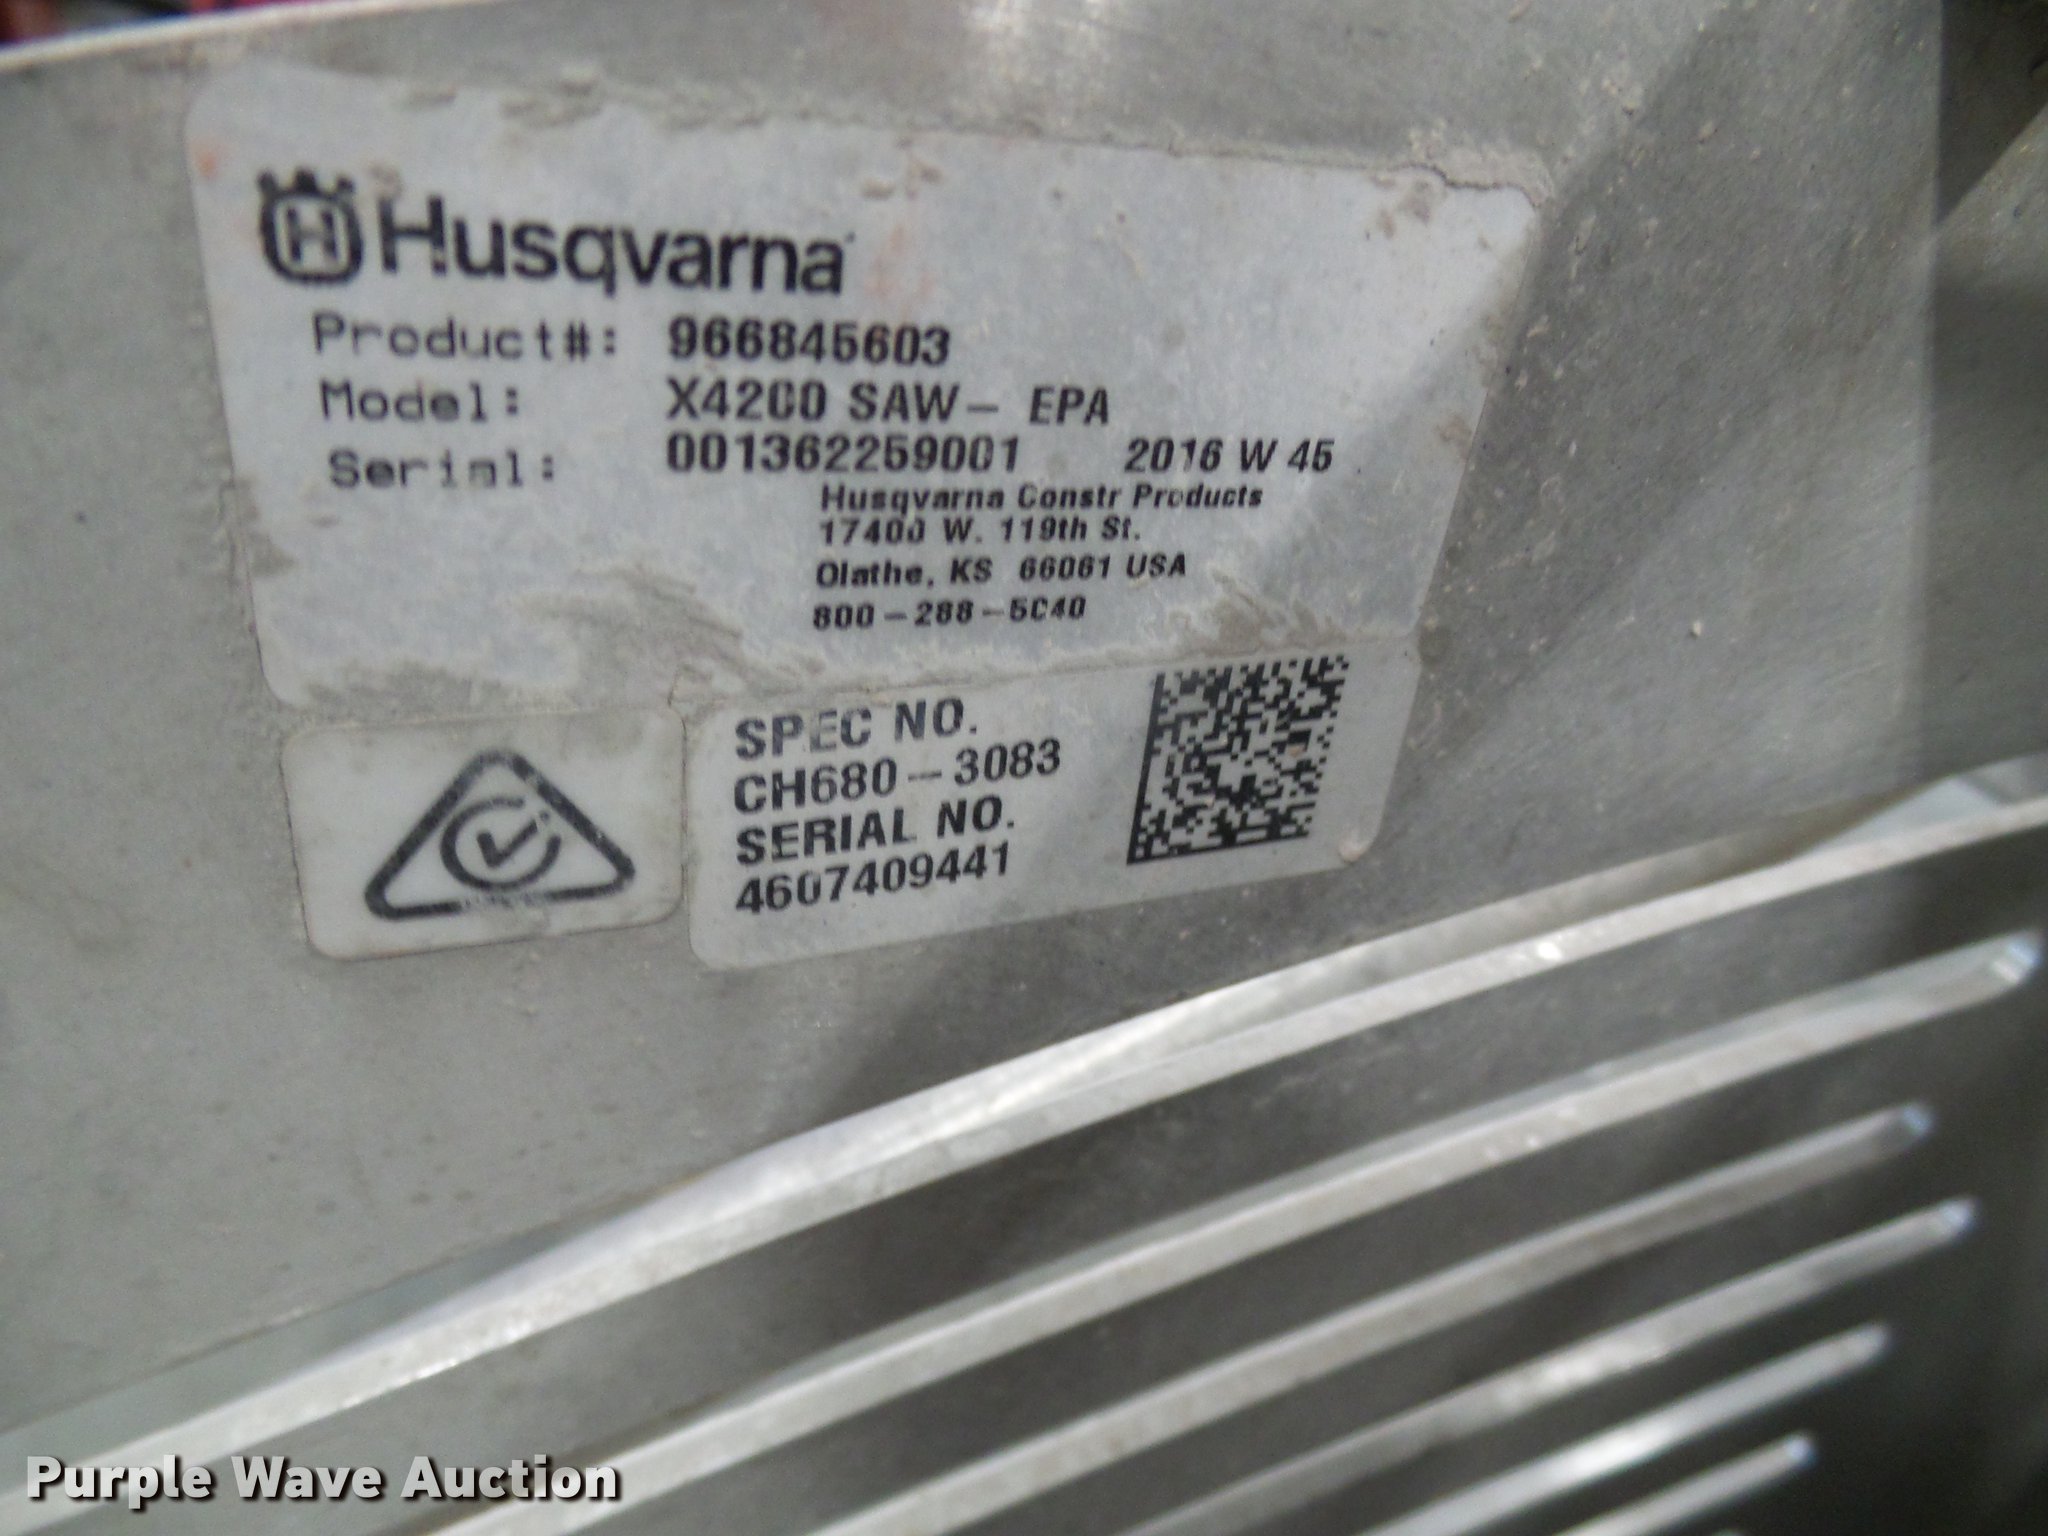 Husqvarna
Product#: 966845603
Model: X4200 SAW- EPA
Serial: 001362259001 2016 W 45
Husqvarna Constr Products
17400 W. 119th St.
Olathe, KS 66061 USA
800-288-5040
SPEC NO.
CH680-3083
SERIAL NO.
4607409441
Purple Wave Auction